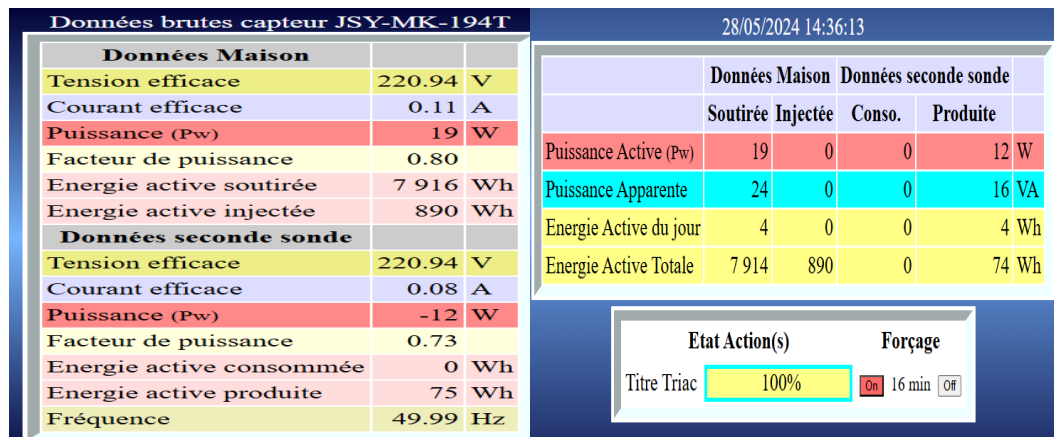 Données brutes capteur JSY-MK-194T
Données Maison
Tension efficace 220.94 V
Courant efficace 0.11 A
Puissance (Pw) 19 W
Facteur de puissance 0.80
Energie active soutirée 7 916 Wh
Energie active injectée 890 Wh
Données seconde sonde
Tension efficace 220.94 V
Courant efficace 0.08 A
Puissance (Pw) -12 W
Facteur de puissance 0.73
Energie active consommée 0 Wh
Energie active produite 75 Wh
Fréquence 49.99 Hz
28/05/2024 14:36:13
Données Maison Données seconde sonde
Soutirée Injectée Conso. Produite
Puissance Active (Pw) 19 0 0 12 W
Puissance Apparente 24 0 0 16 VA
Energie Active du jour 4 0 0 4 Wh
Energie Active Totale 7 914 890 0 74 Wh
Etat Action(s) Forçage
Titre Triac 100% On 16 min Off